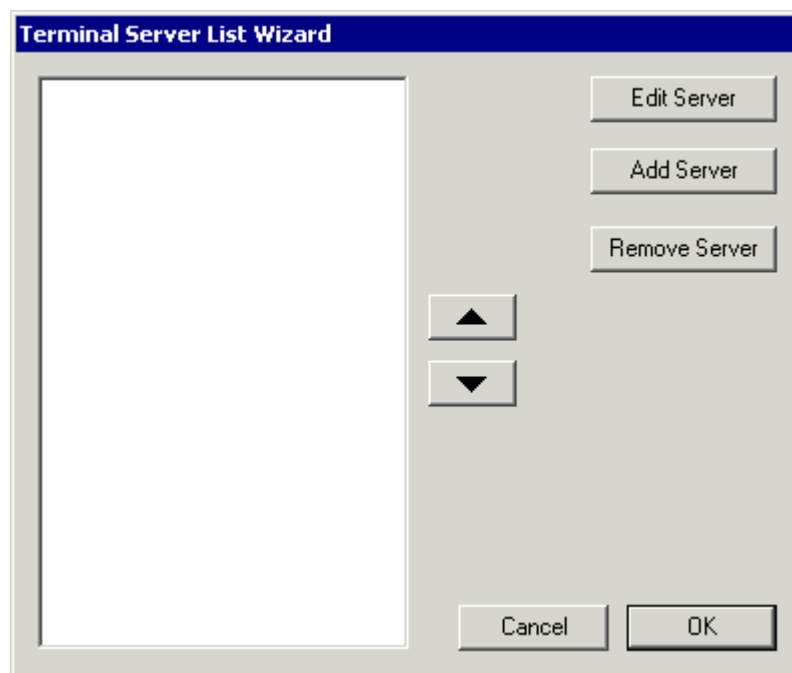 Terminal Server List Wizard
Edit Server
Add Server
Remove Server
Cancel
OK